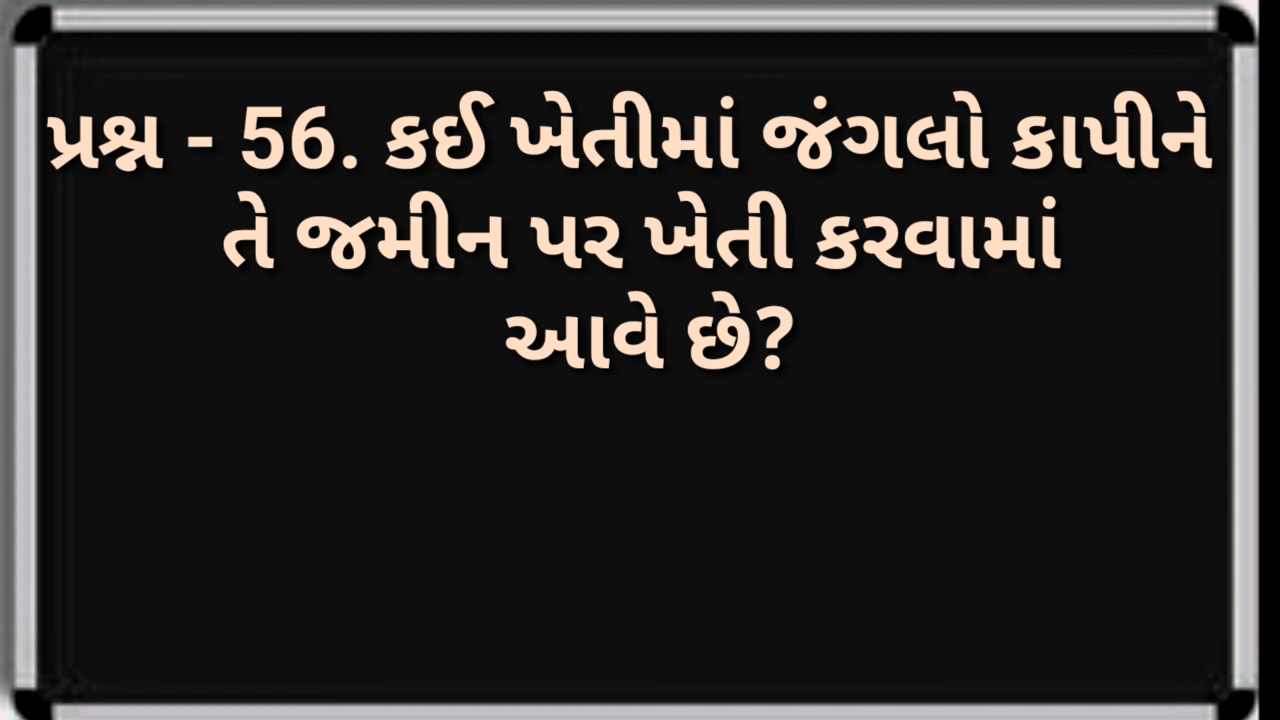 પ્રશ્ન - 56. કઈ ખેતીમાં જંગલો કાપીને
તે જમીન પર ખેતી કરવામાં
આવે છે?